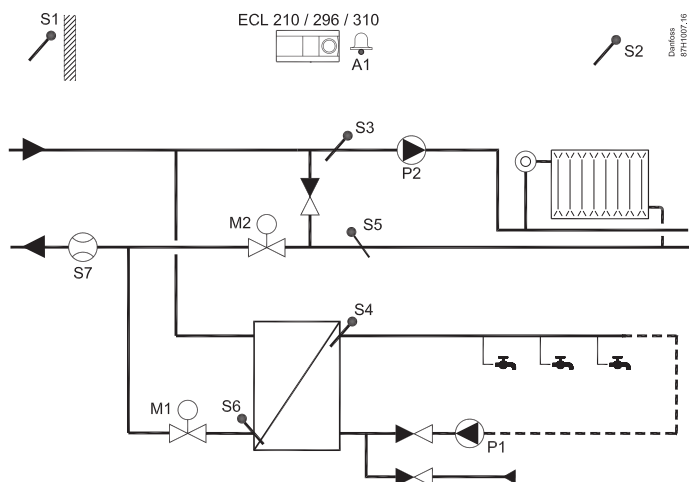 S1
ECL 210 / 296 / 310
A1
S2
Danfoss
87H1007.16
S3
P2
M2
S5
S7
S4
M1
S6
P1